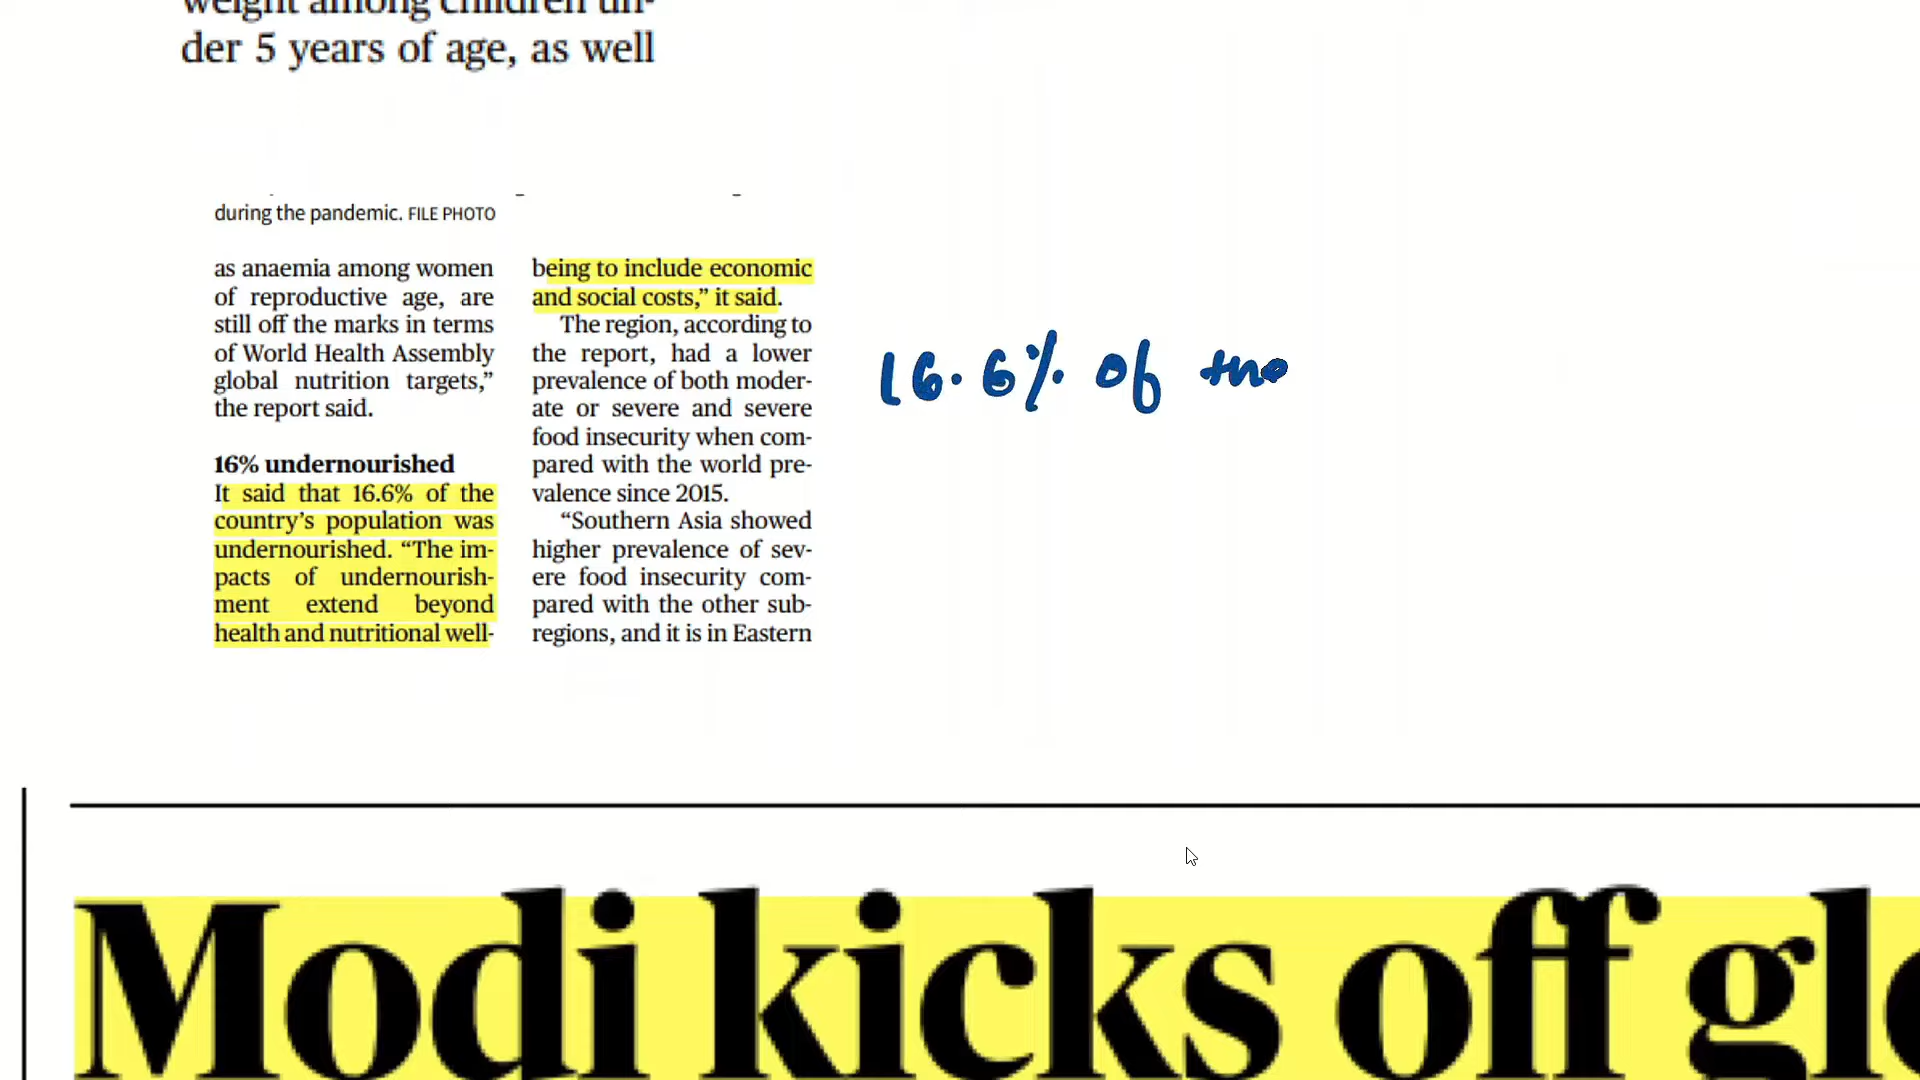 weight among children un-
der 5 years of age, as well
during the pandemic. FILE PHOTO
as anaemia among women
of reproductive age, are
still off the marks in terms
of World Health Assembly
global nutrition targets,”
the report said.
16% undernourished
It said that 16.6% of the
country’s population was
undernourished. “The im-
pacts of undernourish-
ment extend beyond
health and nutritional well-
being to include economic
and social costs,” it said.
The region, according to
the report, had a lower
prevalence of both moder-
ate or severe and severe
food insecurity when com-
pared with the world pre-
valence since 2015.
“Southern Asia showed
higher prevalence of sev-
ere food insecurity com-
pared with the other sub-
regions, and it is in Eastern
16.6% of the
Modi kicks off glo